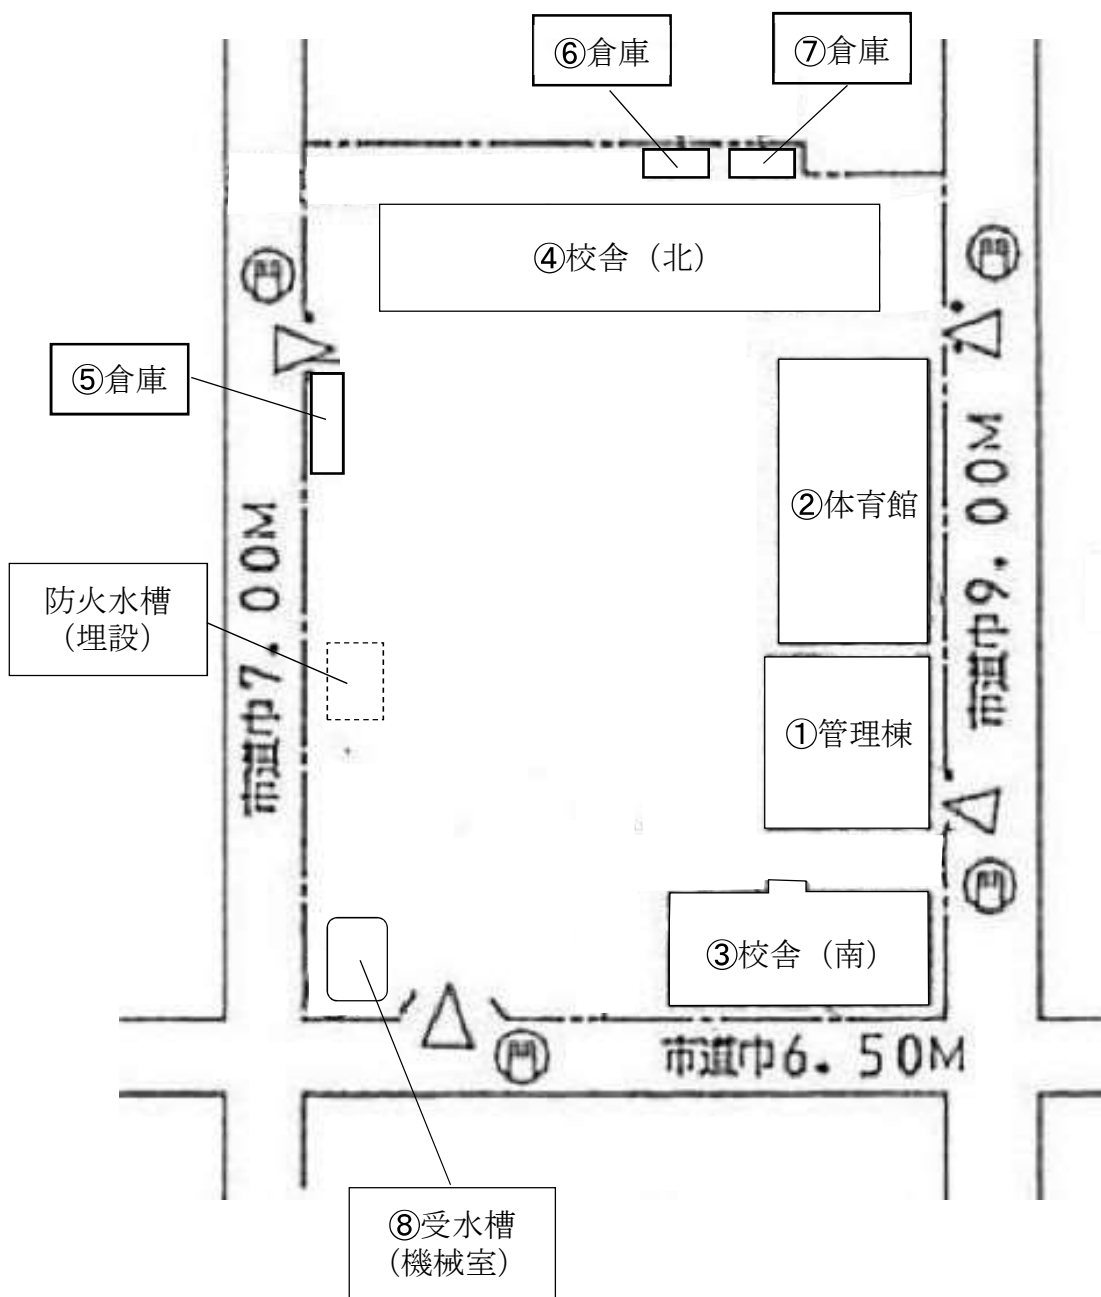 ⑥倉庫
⑦倉庫
④校舎（北）
門
門
⑤倉庫
②体育館
市道巾9.00M
市道巾7.00M
防火水槽
（埋設）
①管理棟
門
③校舎（南）
門
市道巾6.50M
⑧受水槽
（機械室）